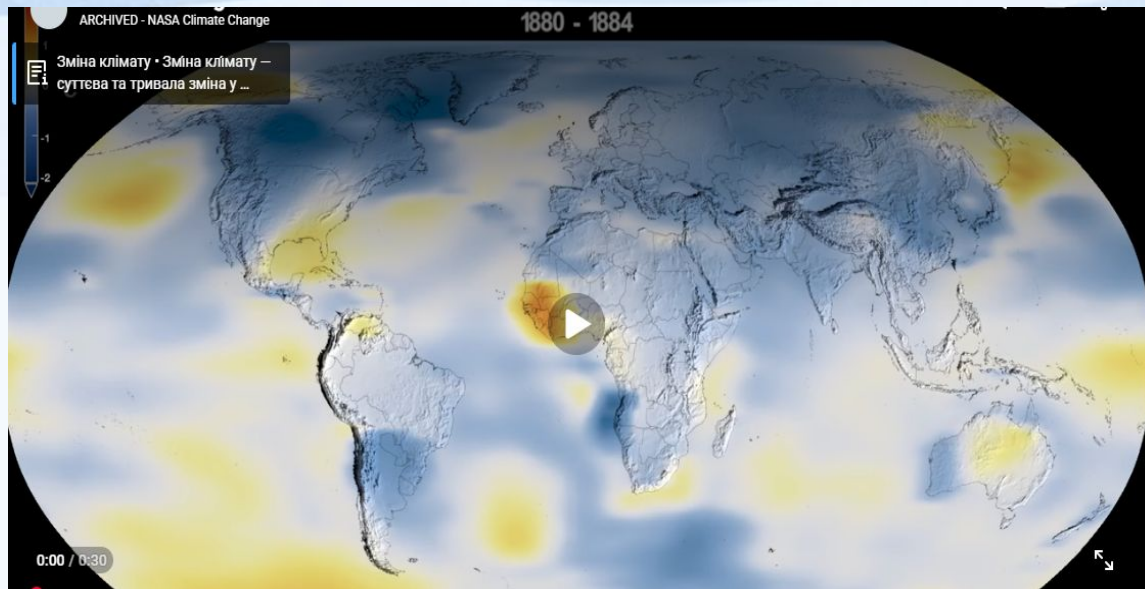 ARCHIVED - NASA Climate Change
1880 - 1884
Зміна клімату • Зміна клімату —
суттєва та тривала зміна у ...
-1
-2
0:00 / 0:30